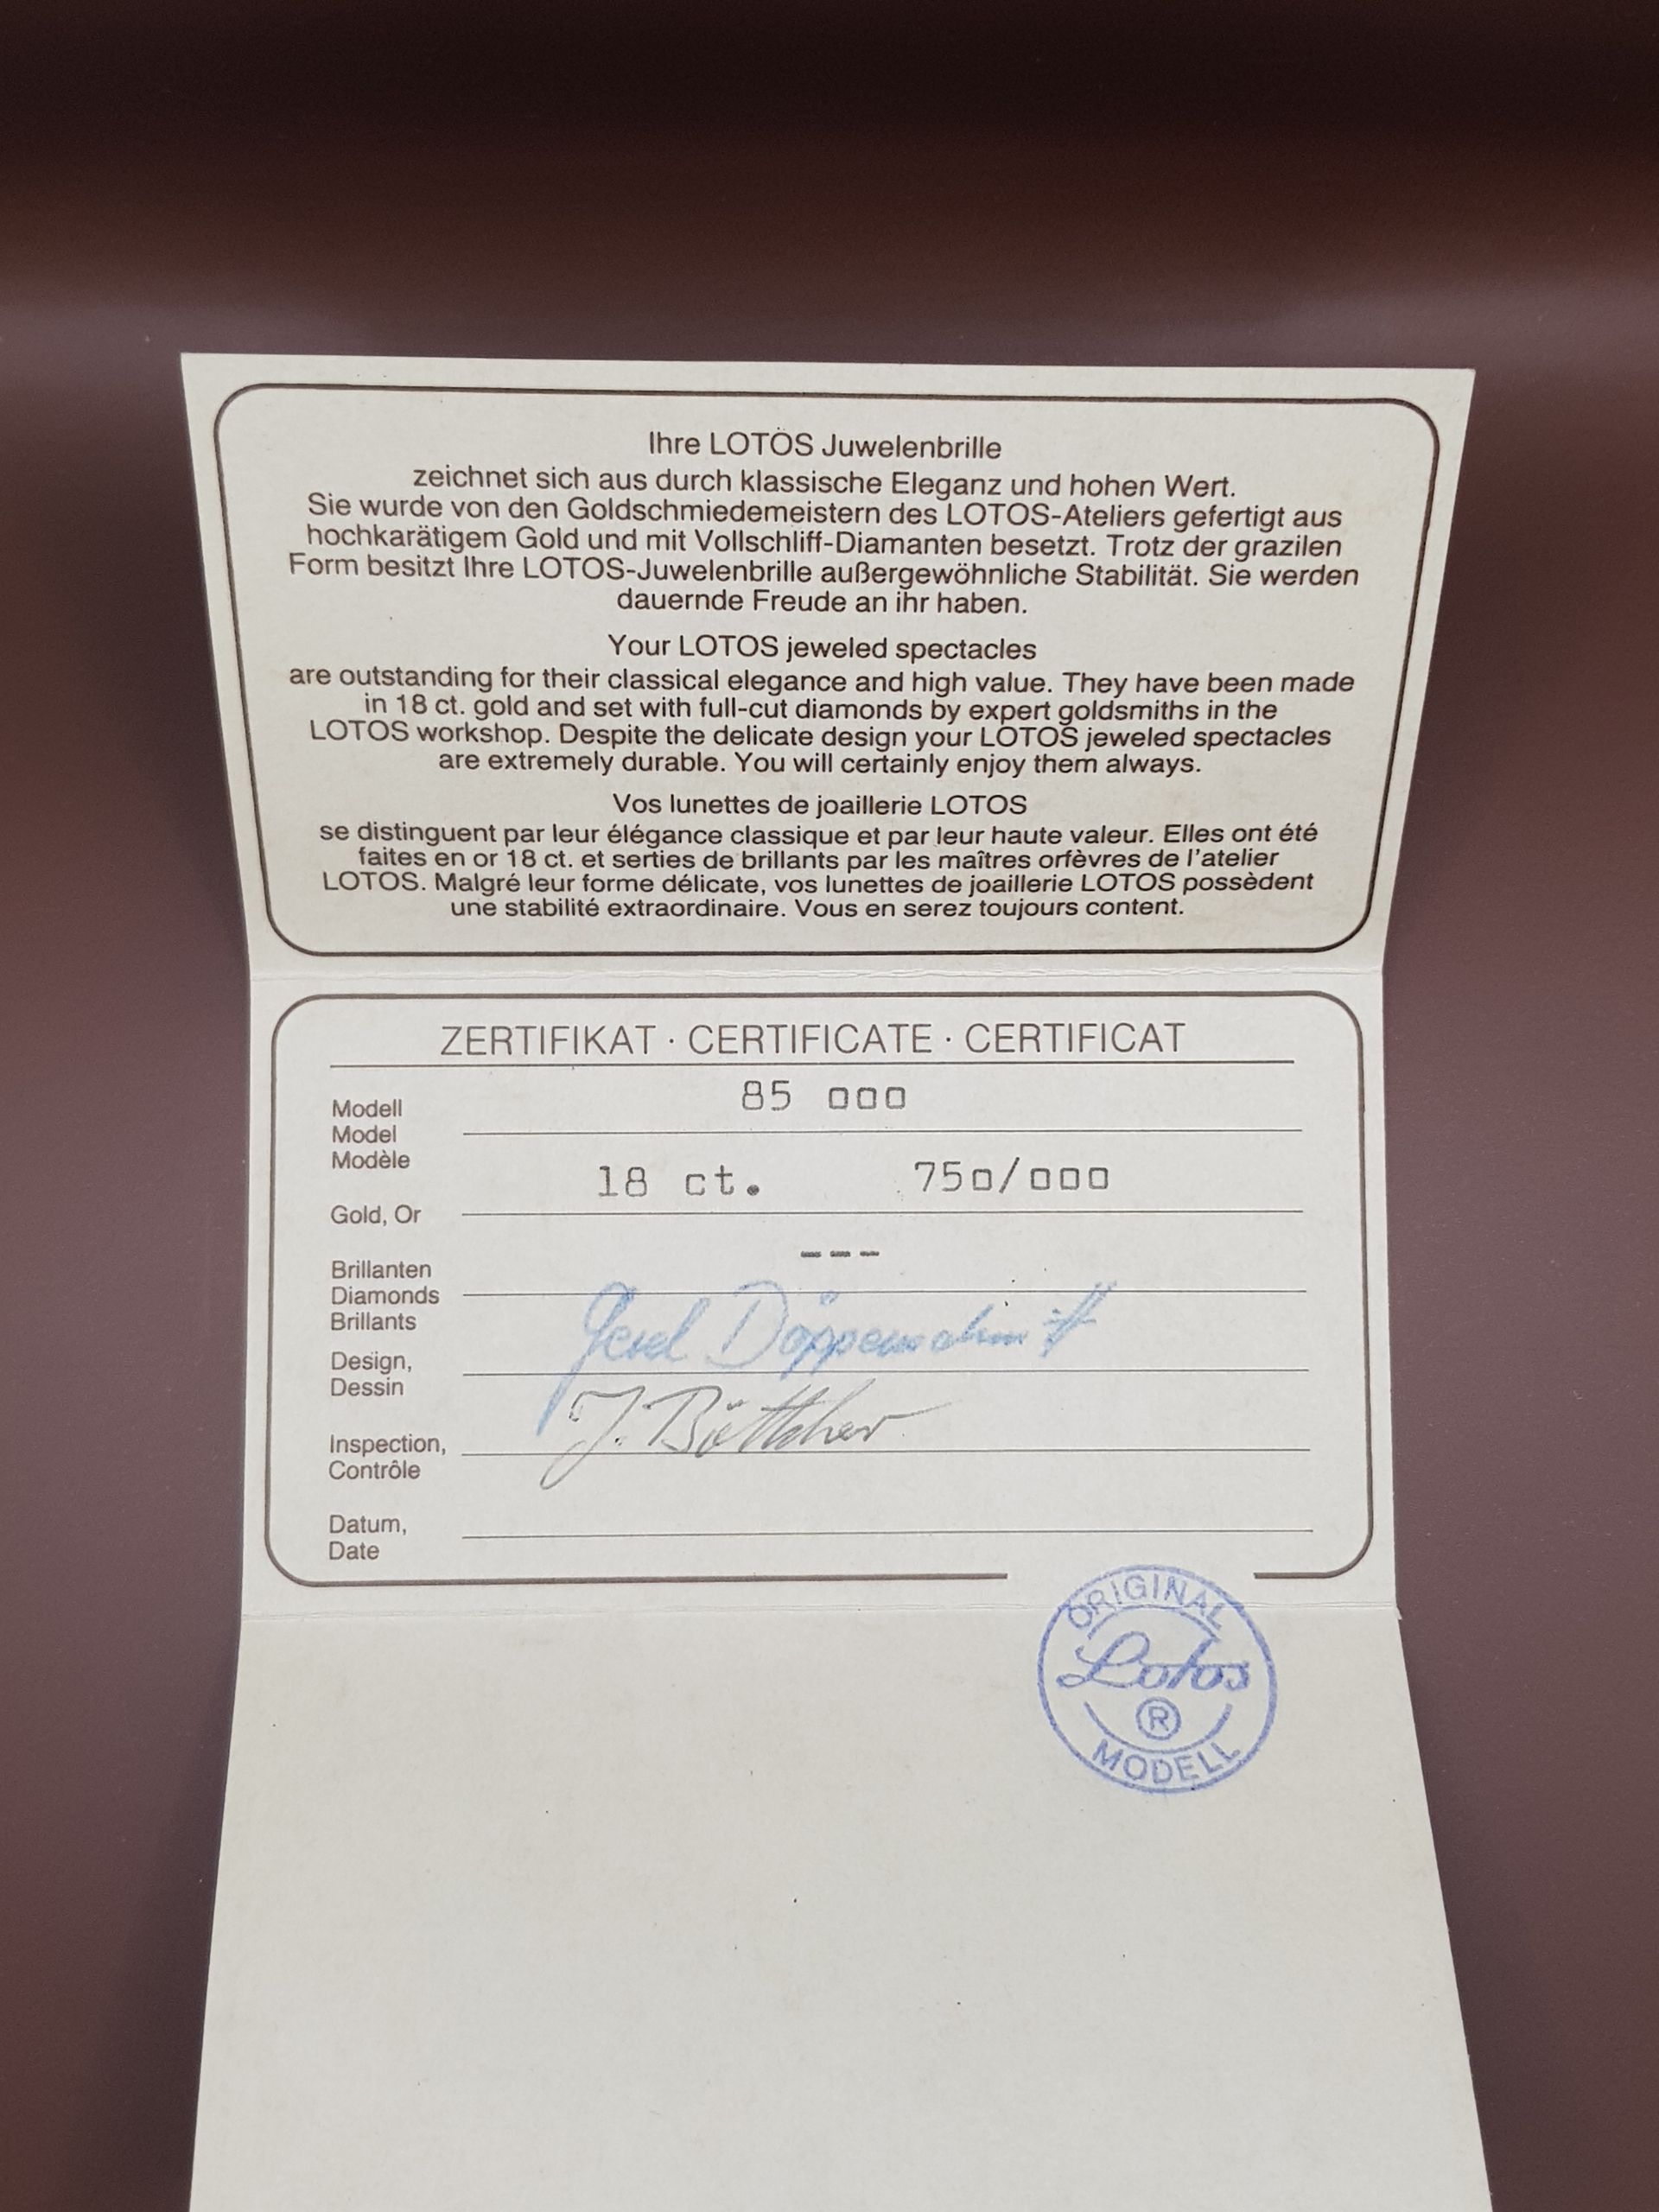 Ihre LOTOS Juwelenbrille
zeichnet sich aus durch klassische Eleganz und hohen Wert.
Sie wurde von den Goldschmiedemeistern des LOTOS-Ateliers gefertigt aus
hochkarätigem Gold und mit Vollschliff-Diamanten besetzt. Trotz der grazilen
Form besitzt Ihre LOTOS-Juwelenbrille außergewöhnliche Stabilität. Sie werden
dauernde Freude an ihr haben.
Your LOTOS jeweled spectacles
are outstanding for their classical elegance and high value. They have been made
in 18 ct. gold and set with full-cut diamonds by expert goldsmiths in the
LOTOS workshop. Despite the delicate design your LOTOS jeweled spectacles
are extremely durable. You will certainly enjoy them always.
Vos lunettes de joaillerie LOTOS
se distinguent par leur élégance classique et par leur haute valeur. Elles ont été
faites en or 18 ct. et serties de brillants par les maîtres orfèvres de l'atelier
LOTOS. Malgré leur forme délicate, vos lunettes de joaillerie LOTOS possèdent
une stabilité extraordinaire. Vous en serez toujours content.
ZERTIFIKAT · CERTIFICATE · CERTIFICAT
85 000
Modell
Model
Modèle
18 ct. 750/000
Gold, Or
---
Brillanten
Diamonds
Brillants
Gerd Döppenschmitt
Design,
Dessin
J. Böttcher
Inspection,
Contrôle
Datum,
Date
ORIGINAL
Lotos
®
MODELL